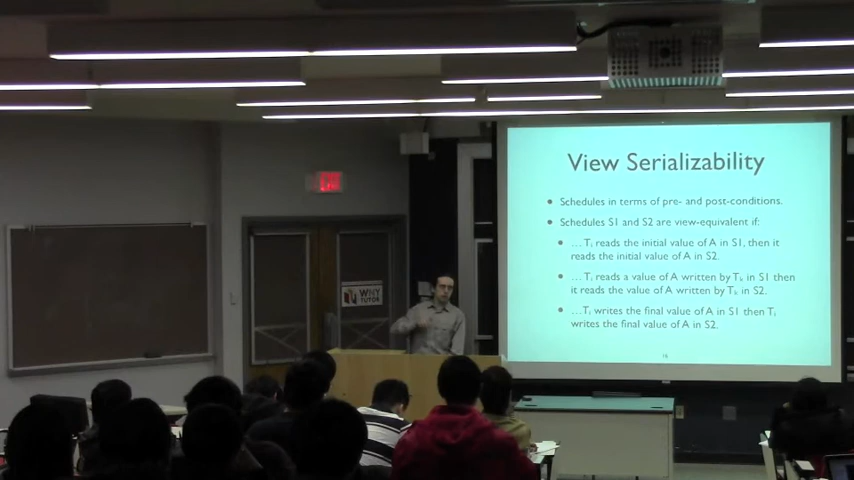 EXIT
WNY
TUTOR
View Serializability
• Schedules in terms of pre- and post-conditions.
• Schedules S1 and S2 are view-equivalent if:
• …Ti reads the initial value of A in S1, then it
reads the initial value of A in S2.
• …Ti reads a value of A written by Tk in S1 then
it reads the value of A written by Tk in S2.
• …Ti writes the final value of A in S1 then Ti
writes the final value of A in S2.